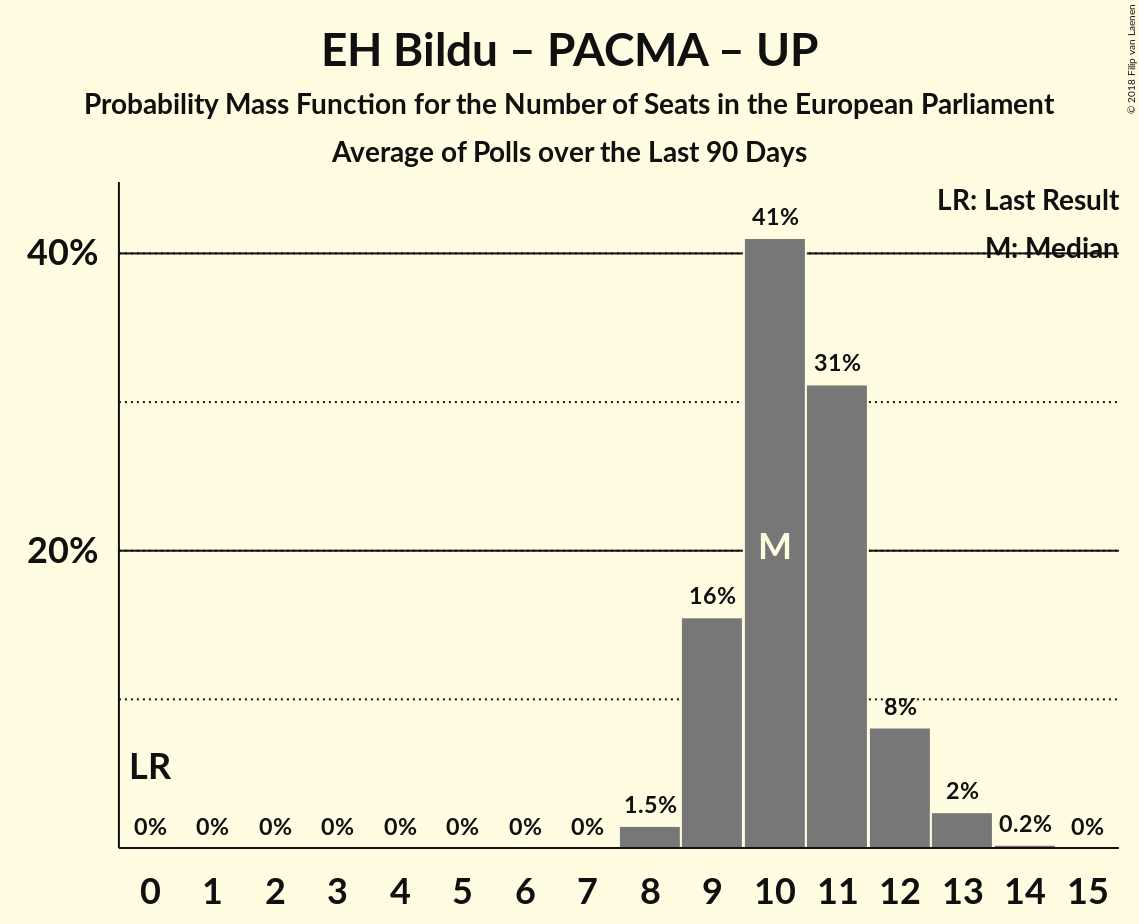 EH Bildu – PACMA – UP
Probability Mass Function for the Number of Seats in the European Parliament
Average of Polls over the Last 90 Days
© 2018 Filip van Laenen
LR: Last Result
M: Median
40%
20%
41%
31%
16%
8%
1.5%
2%
0.2%
0%
0% 0% 0% 0% 0% 0% 0% 0%
LR
M
0 1 2 3 4 5 6 7 8 9 10 11 12 13 14 15